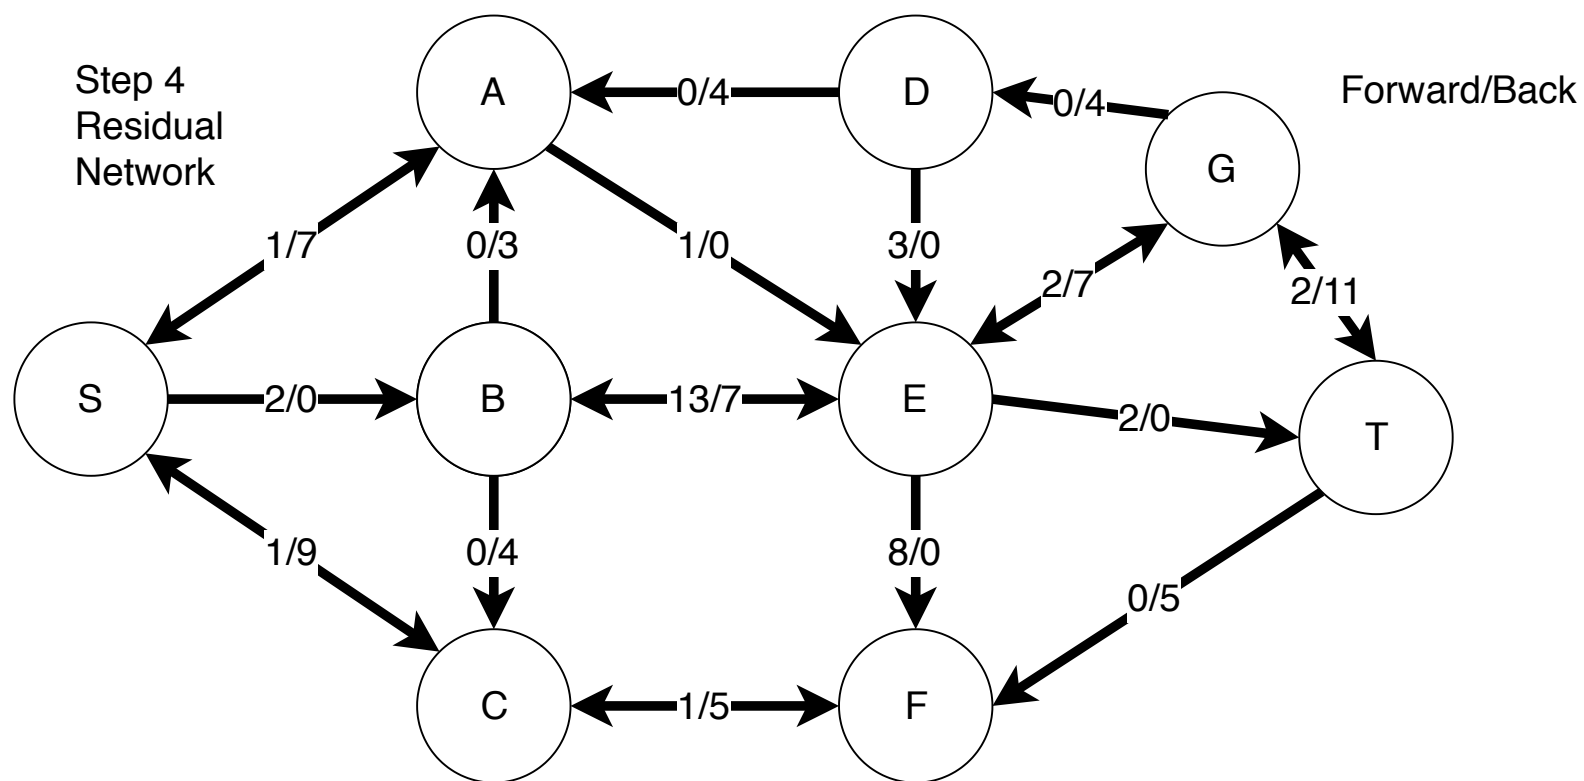 Step 4
Residual
Network
Forward/Back
A
0/4
D
0/4
G
1/7
0/3
1/0
3/0
2/7
2/11
S
2/0
B
13/7
E
2/0
T
1/9
0/4
8/0
0/5
C
1/5
F